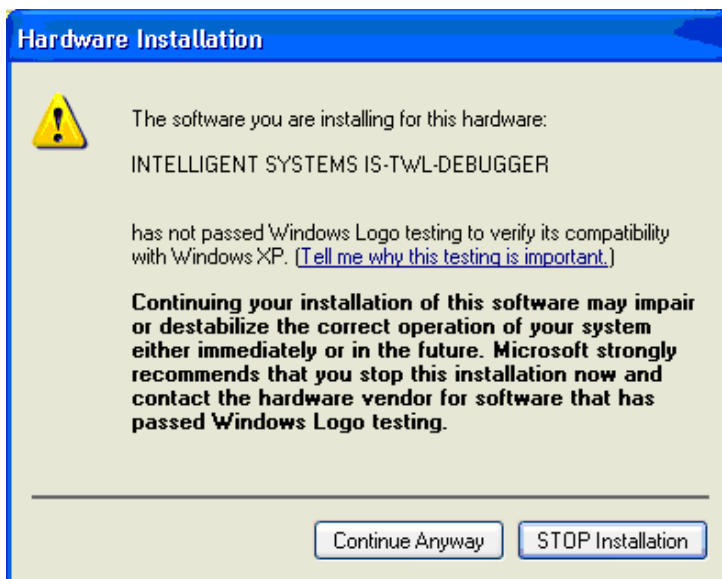 Hardware Installation
The software you are installing for this hardware:
INTELLIGENT SYSTEMS IS-TWL-DEBUGGER
has not passed Windows Logo testing to verify its compatibility
with Windows XP. (Tell me why this testing is important.)
Continuing your installation of this software may impair
or destabilize the correct operation of your system
either immediately or in the future. Microsoft strongly
recommends that you stop this installation now and
contact the hardware vendor for software that has
passed Windows Logo testing.
Continue Anyway
STOP Installation